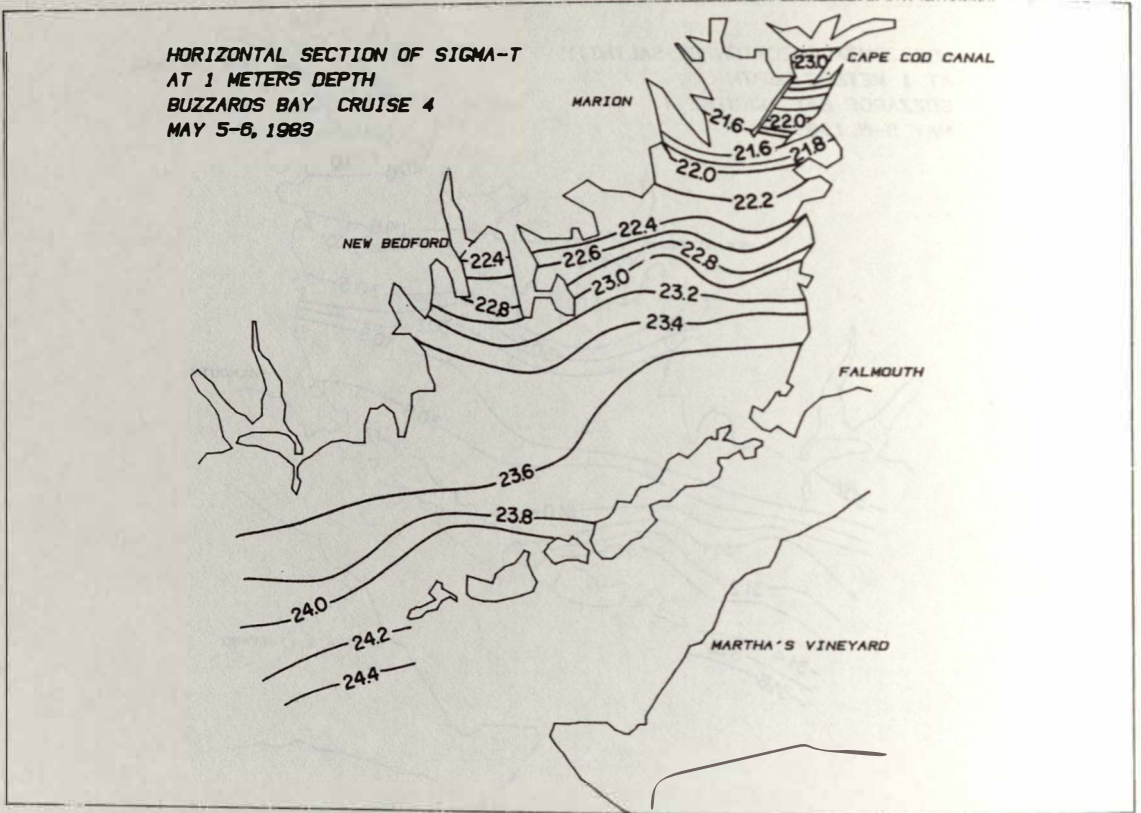 HORIZONTAL SECTION OF SIGMA-T
AT 1 METERS DEPTH
BUZZARDS BAY CRUISE 4
MAY 5-6, 1983
CAPE COD CANAL
23.0
MARION
21.6
22.0
21.6
21.8
22.0
22.2
22.4
NEW BEDFORD
22.4
22.6
22.8
23.0
22.8
23.2
23.4
FALMOUTH
23.6
23.8
24.0
24.2
24.4
MARTHA'S VINEYARD